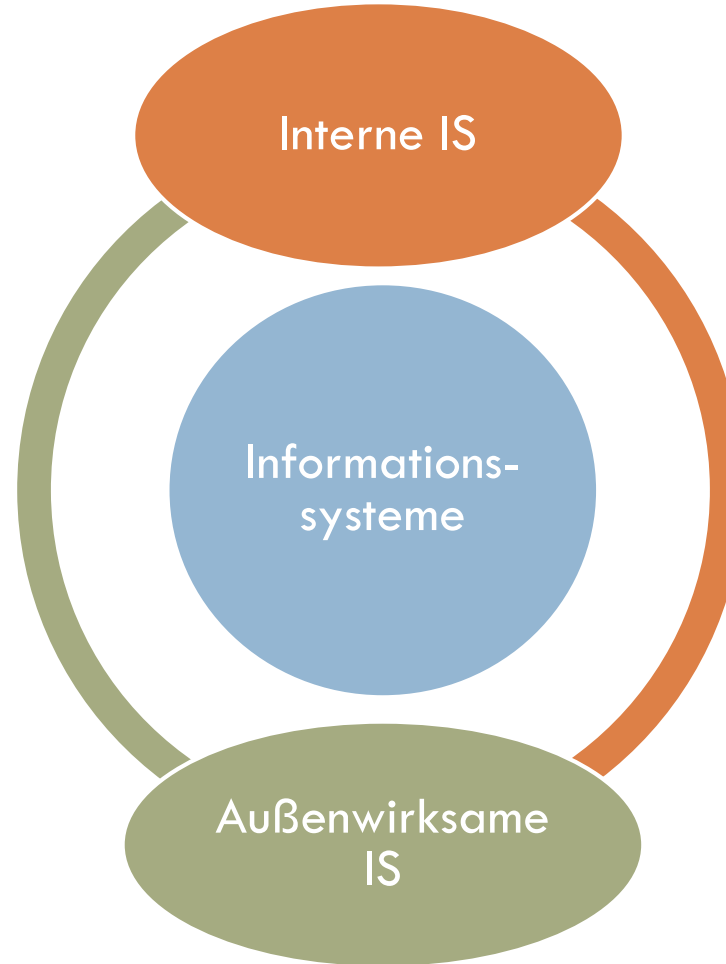 Interne IS
Informations-
systeme
Außenwirksame
IS